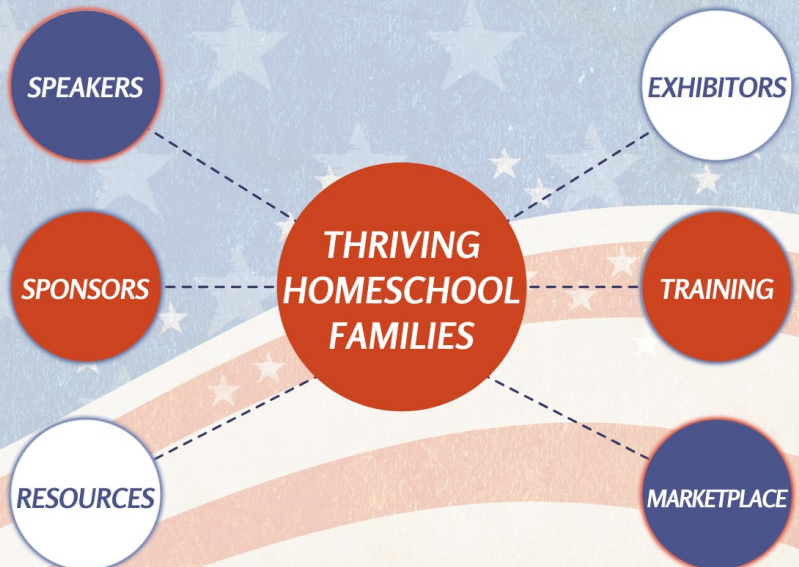 SPEAKERS
EXHIBITORS
THRIVING
HOMESCHOOL
FAMILIES
SPONSORS
TRAINING
RESOURCES
MARKETPLACE